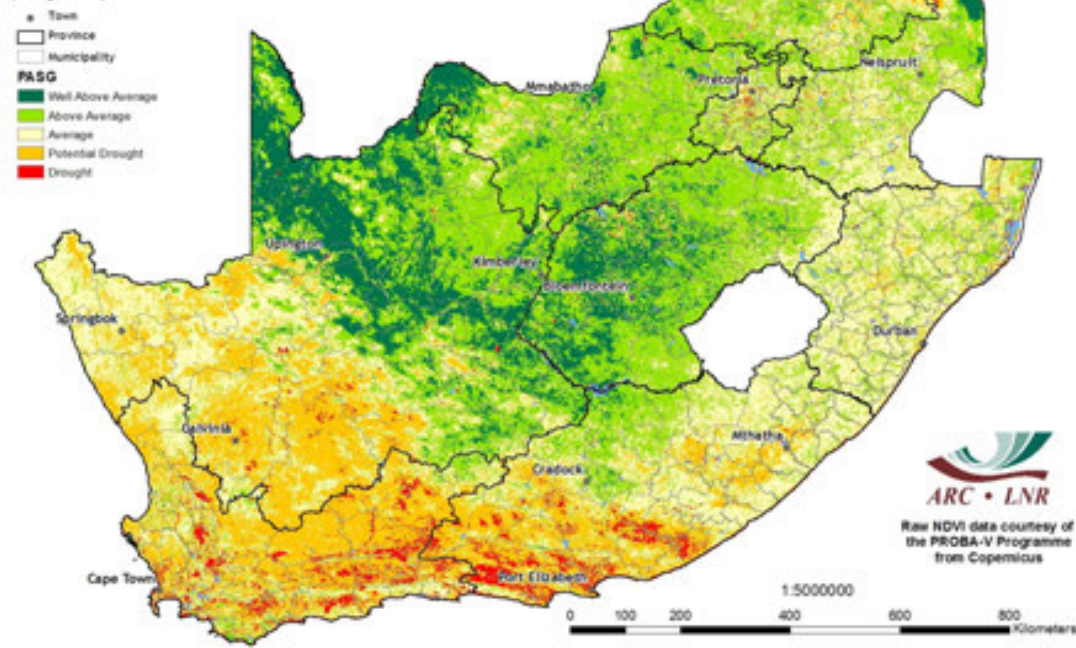 Town
Province
Municipality
PASG
Well Above Average
Above Average
Average
Potential Drought
Drought
Mmabatho
Pretoria
Nelspruit
Upington
Kimberley
Bloemfontein
Springbok
Durban
Calvinia
Mthatha
Cradock
Cape Town
Port Elizabeth
ARC • LNR
Raw NDVI data courtesy of
the PROBA-V Programme
from Copernicus
1:5000000
0 100 200 400 600 800
Kilometers